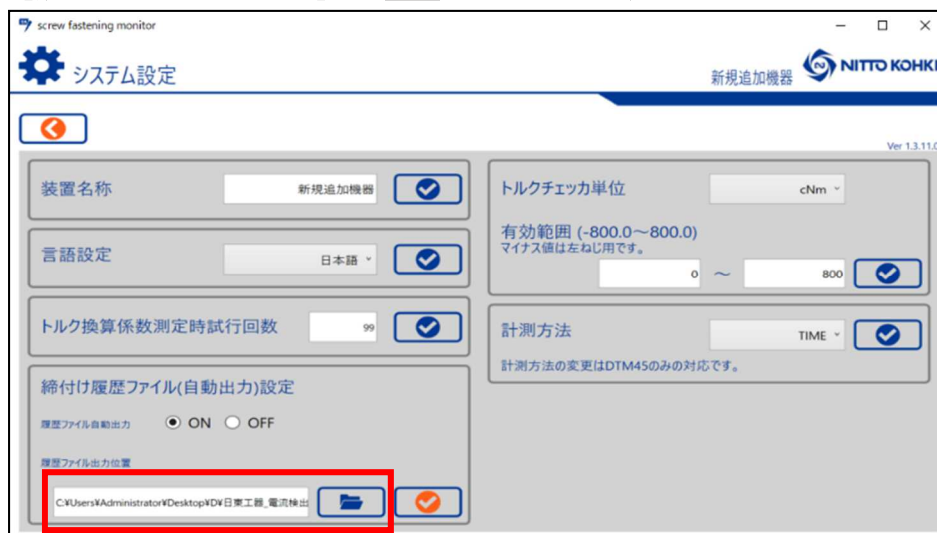 screw fastening monitor
システム設定
新規追加機器
NITTO KOHKI
Ver 1.3.11.0
装置名称
新規追加機器
言語設定
日本語
トルク換算係数測定時試行回数
99
締付け履歴ファイル(自動出力)設定
履歴ファイル自動出力
ON
OFF
履歴ファイル出力位置
C:¥Users¥Administrator¥Desktop¥D¥日東工器_電流検出
トルクチェッカ単位
cNm
有効範囲 (-800.0～800.0)
マイナス値は左ねじ用です。
0 ～ 800
計測方法
TIME
計測方法の変更はDTM45のみの対応です。